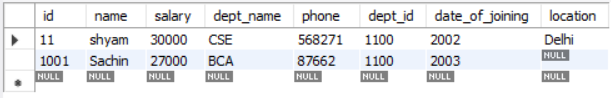 id name salary dept_name phone dept_id date_of_joining location
11 shyam 30000 CSE 568271 1100 2002 Delhi
1001 Sachin 27000 BCA 87662 1100 2003 NULL
NULL NULL NULL NULL NULL NULL NULL NULL